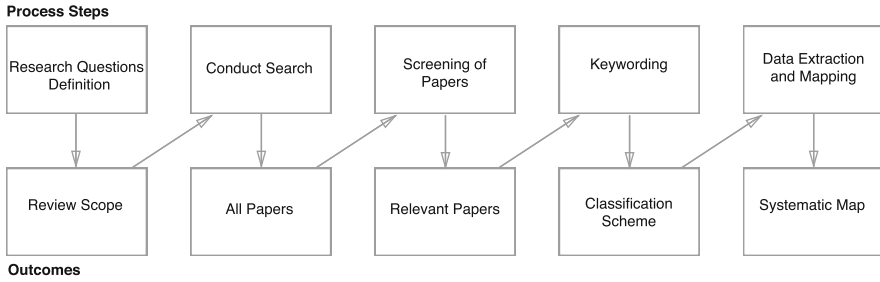 Process Steps
Research Questions
Definition
Conduct Search
Screening of
Papers
Keywording
Data Extraction
and Mapping
Review Scope
All Papers
Relevant Papers
Classification
Scheme
Systematic Map
Outcomes